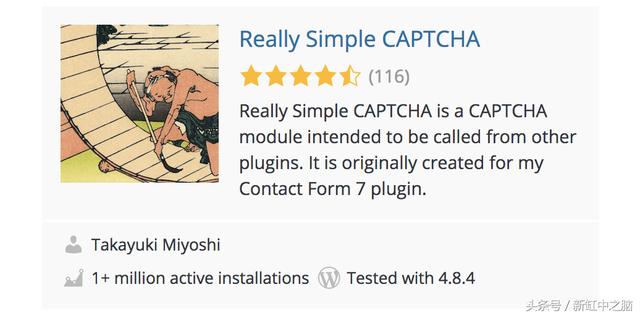 Really Simple CAPTCHA
(116)
Really Simple CAPTCHA is a CAPTCHA
module intended to be called from other
plugins. It is originally created for my
Contact Form 7 plugin.
Takayuki Miyoshi
1+ million active installations
Tested with 4.8.4
头条号 / 新缸中之脑